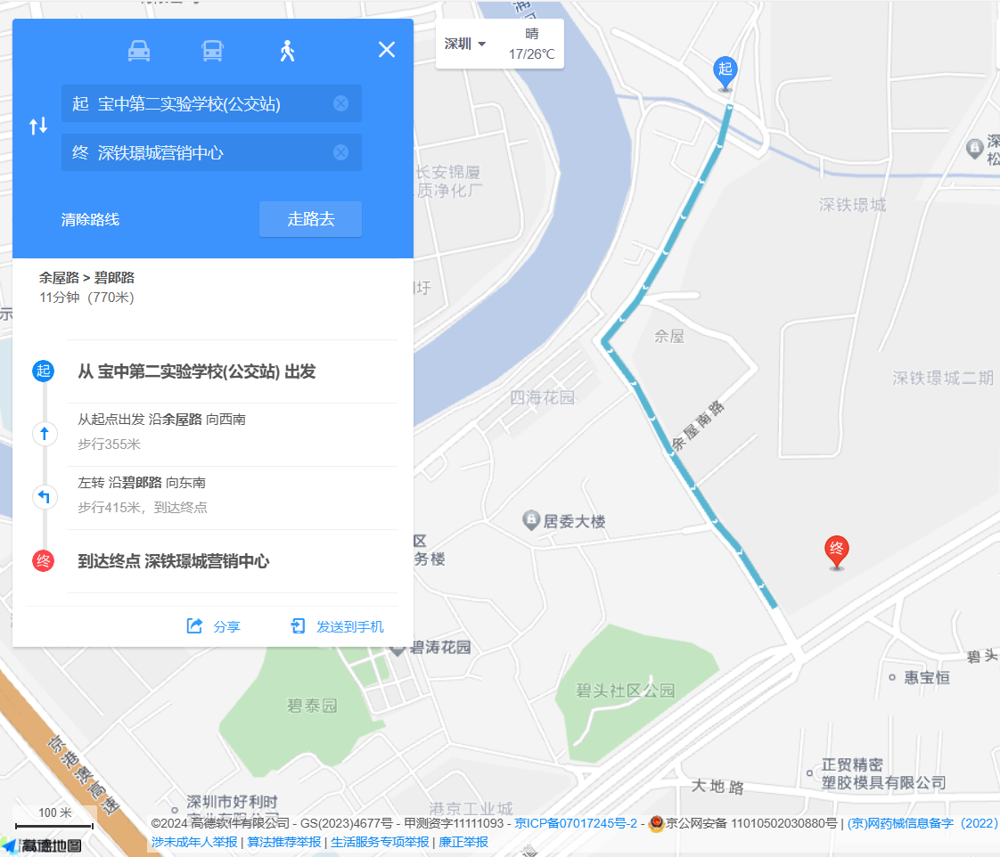 深圳
晴
17/26℃
起 宝中第二实验学校(公交站)
终 深铁璟城营销中心
清除路线
走路去
余屋路 > 碧郎路
11分钟（770米）
起
从 宝中第二实验学校(公交站) 出发
从起点出发 沿余屋路 向西南
步行355米
左转 沿碧郎路 向东南
步行415米，到达终点
终
到达终点 深铁璟城营销中心
分享
发送到手机
起
长安锦厦
质净化厂
深
松
深铁璟城
圩
示
佘屋
深铁璟城二期
四海花园
余屋南路
居委大楼
区
务楼
终
碧涛花园
碧头
惠宝恒
碧头社区公园
碧泰园
京港澳高速
正贸精密
塑胶模具有限公司
大地路
深圳市好利时
港京工业城
100 米
高德地图
©2024 高德软件有限公司 - GS(2023)4677号 - 甲测资字11111093 - 京ICP备07017245号-2 - 京公网安备 11010502030880号 | (京)网药械信息备字（2022）
涉未成年人举报 | 算法推荐举报 | 生活服务专项举报 | 廉正举报